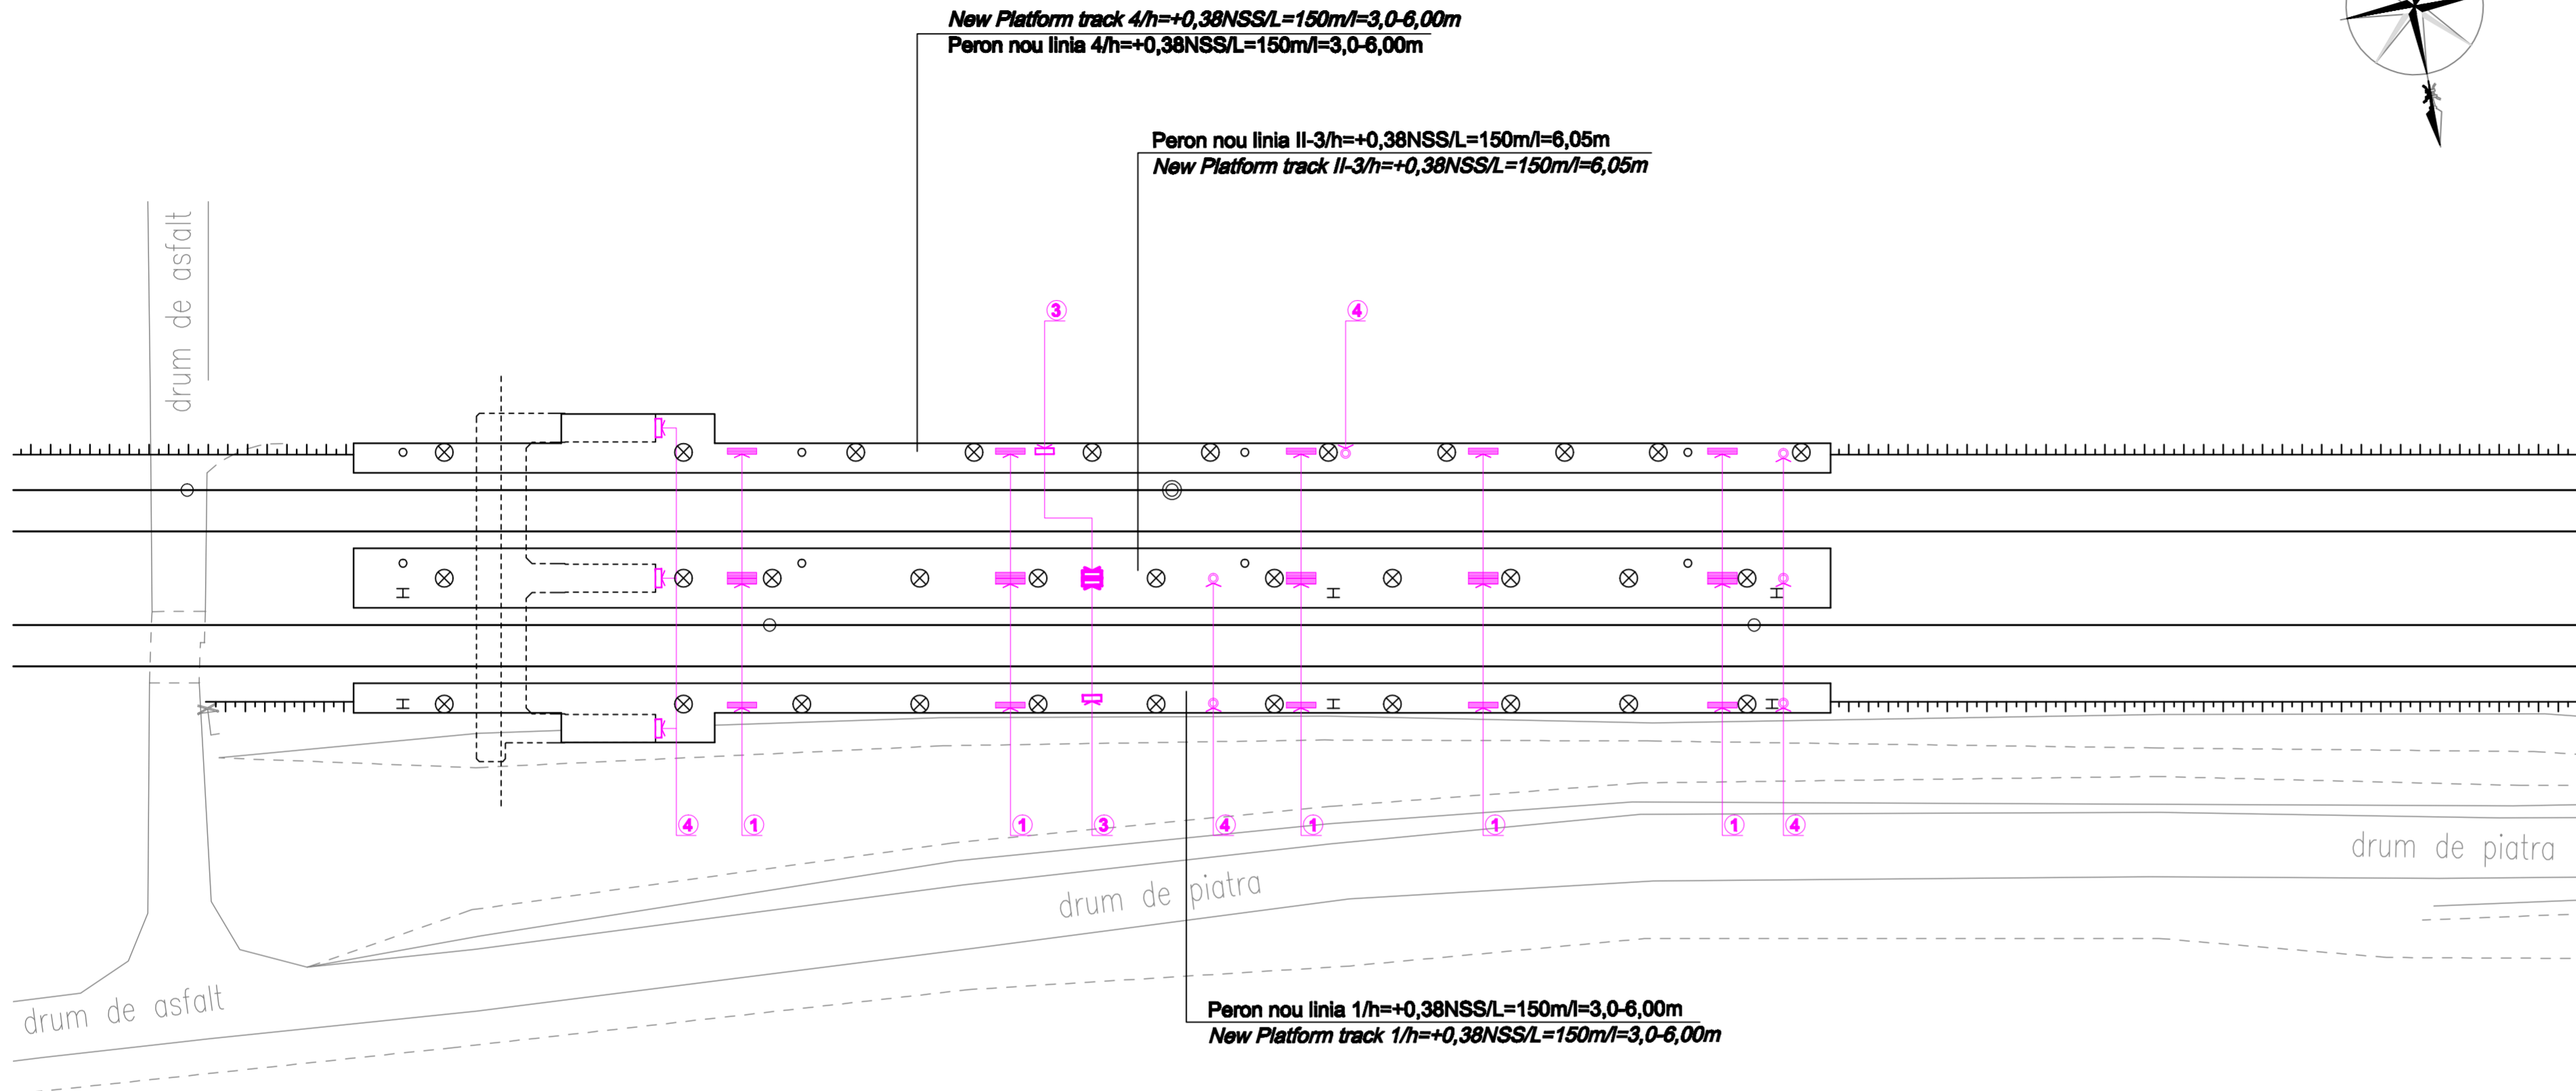 New Platform track 4/h=+0,38NSS/L=150m/l=3,0-6,00m
Peron nou linia 4/h=+0,38NSS/L=150m/l=3,0-6,00m
Peron nou linia II-3/h=+0,38NSS/L=150m/l=6,05m
New Platform track II-3/h=+0,38NSS/L=150m/l=6,05m
drum de asfalt
3
4
4
1
1
3
4
1
1
1
4
drum de piatra
drum de piatra
drum de asfalt
Peron nou linia 1/h=+0,38NSS/L=150m/l=3,0-6,00m
New Platform track 1/h=+0,38NSS/L=150m/l=3,0-6,00m